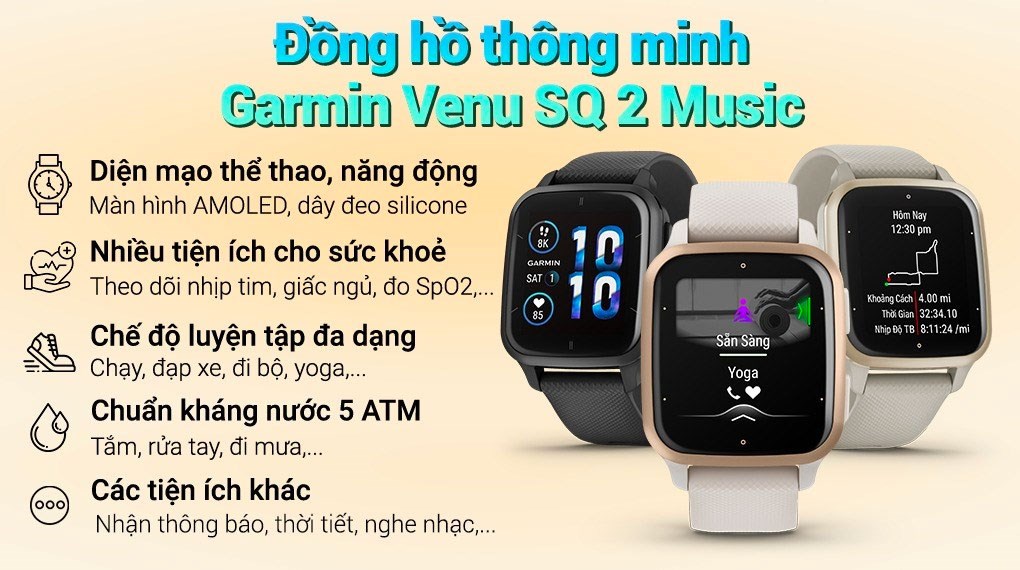 Đồng hồ thông minh
Garmin Venu SQ 2 Music
Diện mạo thể thao, năng động
Màn hình AMOLED, dây đeo silicone
Nhiều tiện ích cho sức khoẻ
Theo dõi nhịp tim, giấc ngủ, đo SpO2,...
Chế độ luyện tập đa dạng
Chạy, đạp xe, đi bộ, yoga,...
Chuẩn kháng nước 5 ATM
Tắm, rửa tay, đi mưa,...
Các tiện ích khác
Nhận thông báo, thời tiết, nghe nhạc,...
8K
GARMIN
SAT 1
85
10
10
Sẵn Sàng
Yoga
Hôm Nay
12:30 pm
Khoảng Cách 4.00 mi
Thời Gian 32:34.10
Nhịp Độ TB 8:11:24 /mi